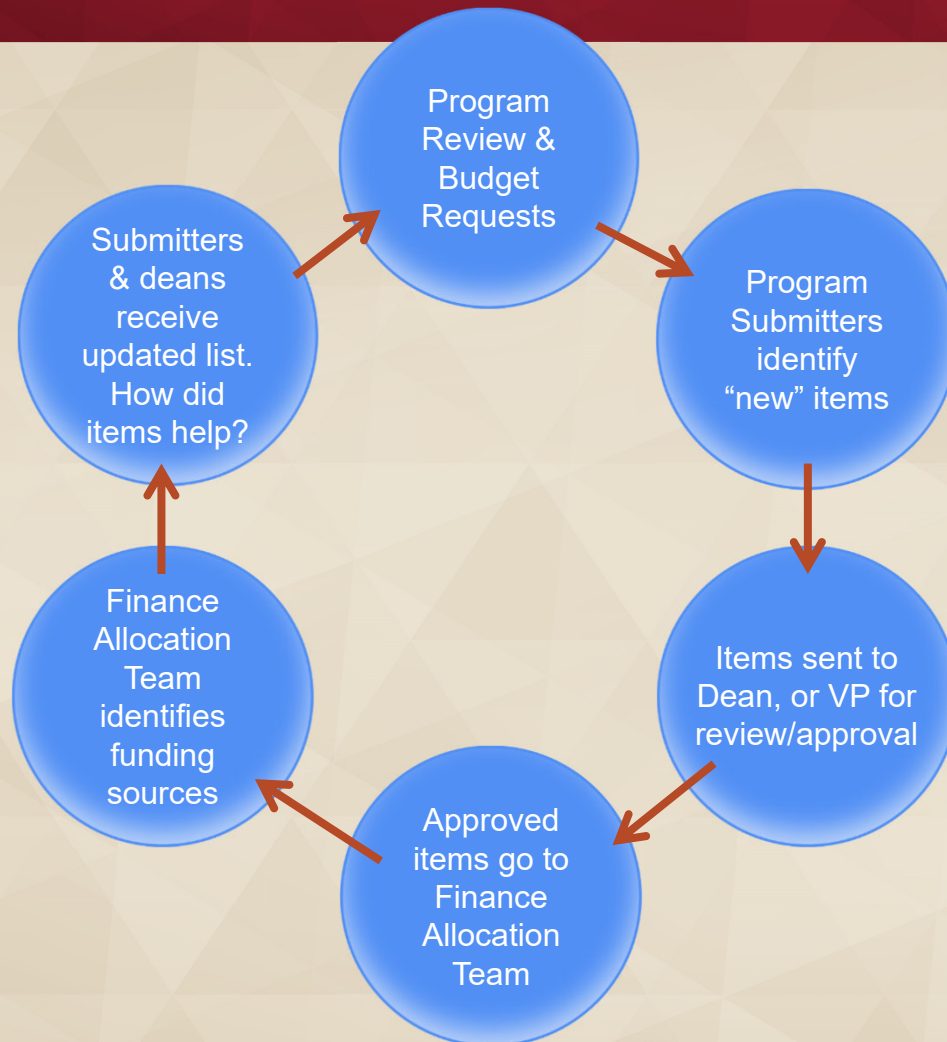 Program
Review &
Budget
Requests
Program
Submitters
identify
“new” items
Items sent to
Dean, or VP for
review/approval
Approved
items go to
Finance
Allocation
Team
Finance
Allocation
Team
identifies
funding
sources
Submitters
& deans
receive
updated list.
How did
items help?